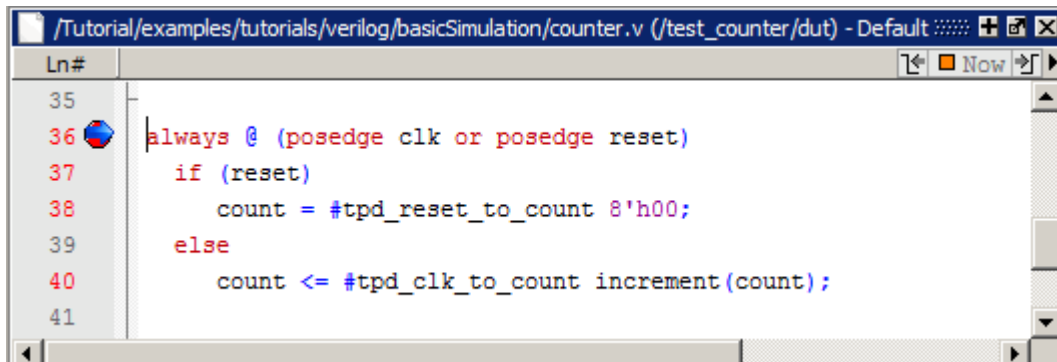 /Tutorial/examples/tutorials/verilog/basicSimulation/counter.v (/test_counter/dut) - Default
Ln#
Now
35
36 always @ (posedge clk or posedge reset)
37 if (reset)
38 count = #tpd_reset_to_count 8'h00;
39 else
40 count <= #tpd_clk_to_count increment(count);
41